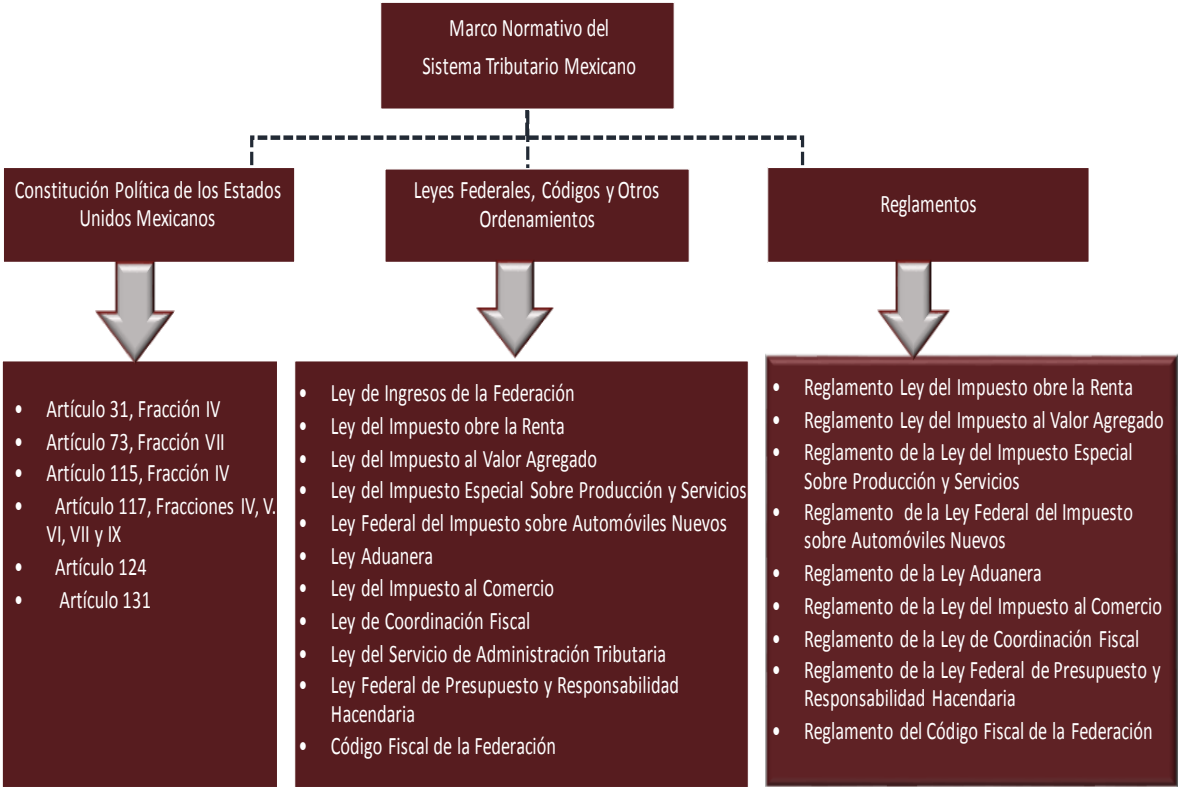 Marco Normativo del
Sistema Tributario Mexicano
Constitución Política de los Estados
Unidos Mexicanos
Leyes Federales, Códigos y Otros
Ordenamientos
Reglamentos
• Artículo 31, Fracción IV
• Artículo 73, Fracción VII
• Artículo 115, Fracción IV
• Artículo 117, Fracciones IV, V.
VI, VII y IX
• Artículo 124
• Artículo 131
• Ley de Ingresos de la Federación
• Ley del Impuesto obre la Renta
• Ley del Impuesto al Valor Agregado
• Ley del Impuesto Especial Sobre Producción y Servicios
• Ley Federal del Impuesto sobre Automóviles Nuevos
• Ley Aduanera
• Ley del Impuesto al Comercio
• Ley de Coordinación Fiscal
• Ley del Servicio de Administración Tributaria
• Ley Federal de Presupuesto y Responsabilidad
Hacendaria
• Código Fiscal de la Federación
• Reglamento Ley del Impuesto obre la Renta
• Reglamento Ley del Impuesto al Valor Agregado
• Reglamento de la Ley del Impuesto Especial
Sobre Producción y Servicios
• Reglamento de la Ley Federal del Impuesto
sobre Automóviles Nuevos
• Reglamento de la Ley Aduanera
• Reglamento de la Ley del Impuesto al Comercio
• Reglamento de la Ley de Coordinación Fiscal
• Reglamento de la Ley Federal de Presupuesto y
Responsabilidad Hacendaria
• Reglamento del Código Fiscal de la Federación